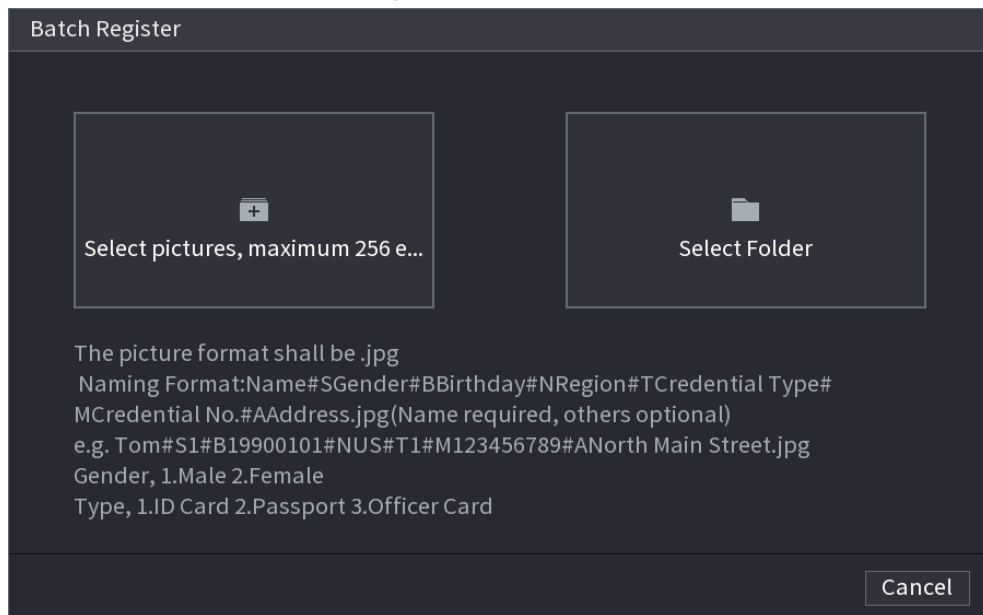 Batch Register
Select pictures, maximum 256 e...
Select Folder
The picture format shall be .jpg
Naming Format:Name#SGender#BBirthday#NRegion#TCredential Type#
MCredential No.#AAddress.jpg(Name required, others optional)
e.g. Tom#S1#B19900101#NUS#T1#M123456789#ANorth Main Street.jpg
Gender, 1.Male 2.Female
Type, 1.ID Card 2.Passport 3.Officer Card
Cancel